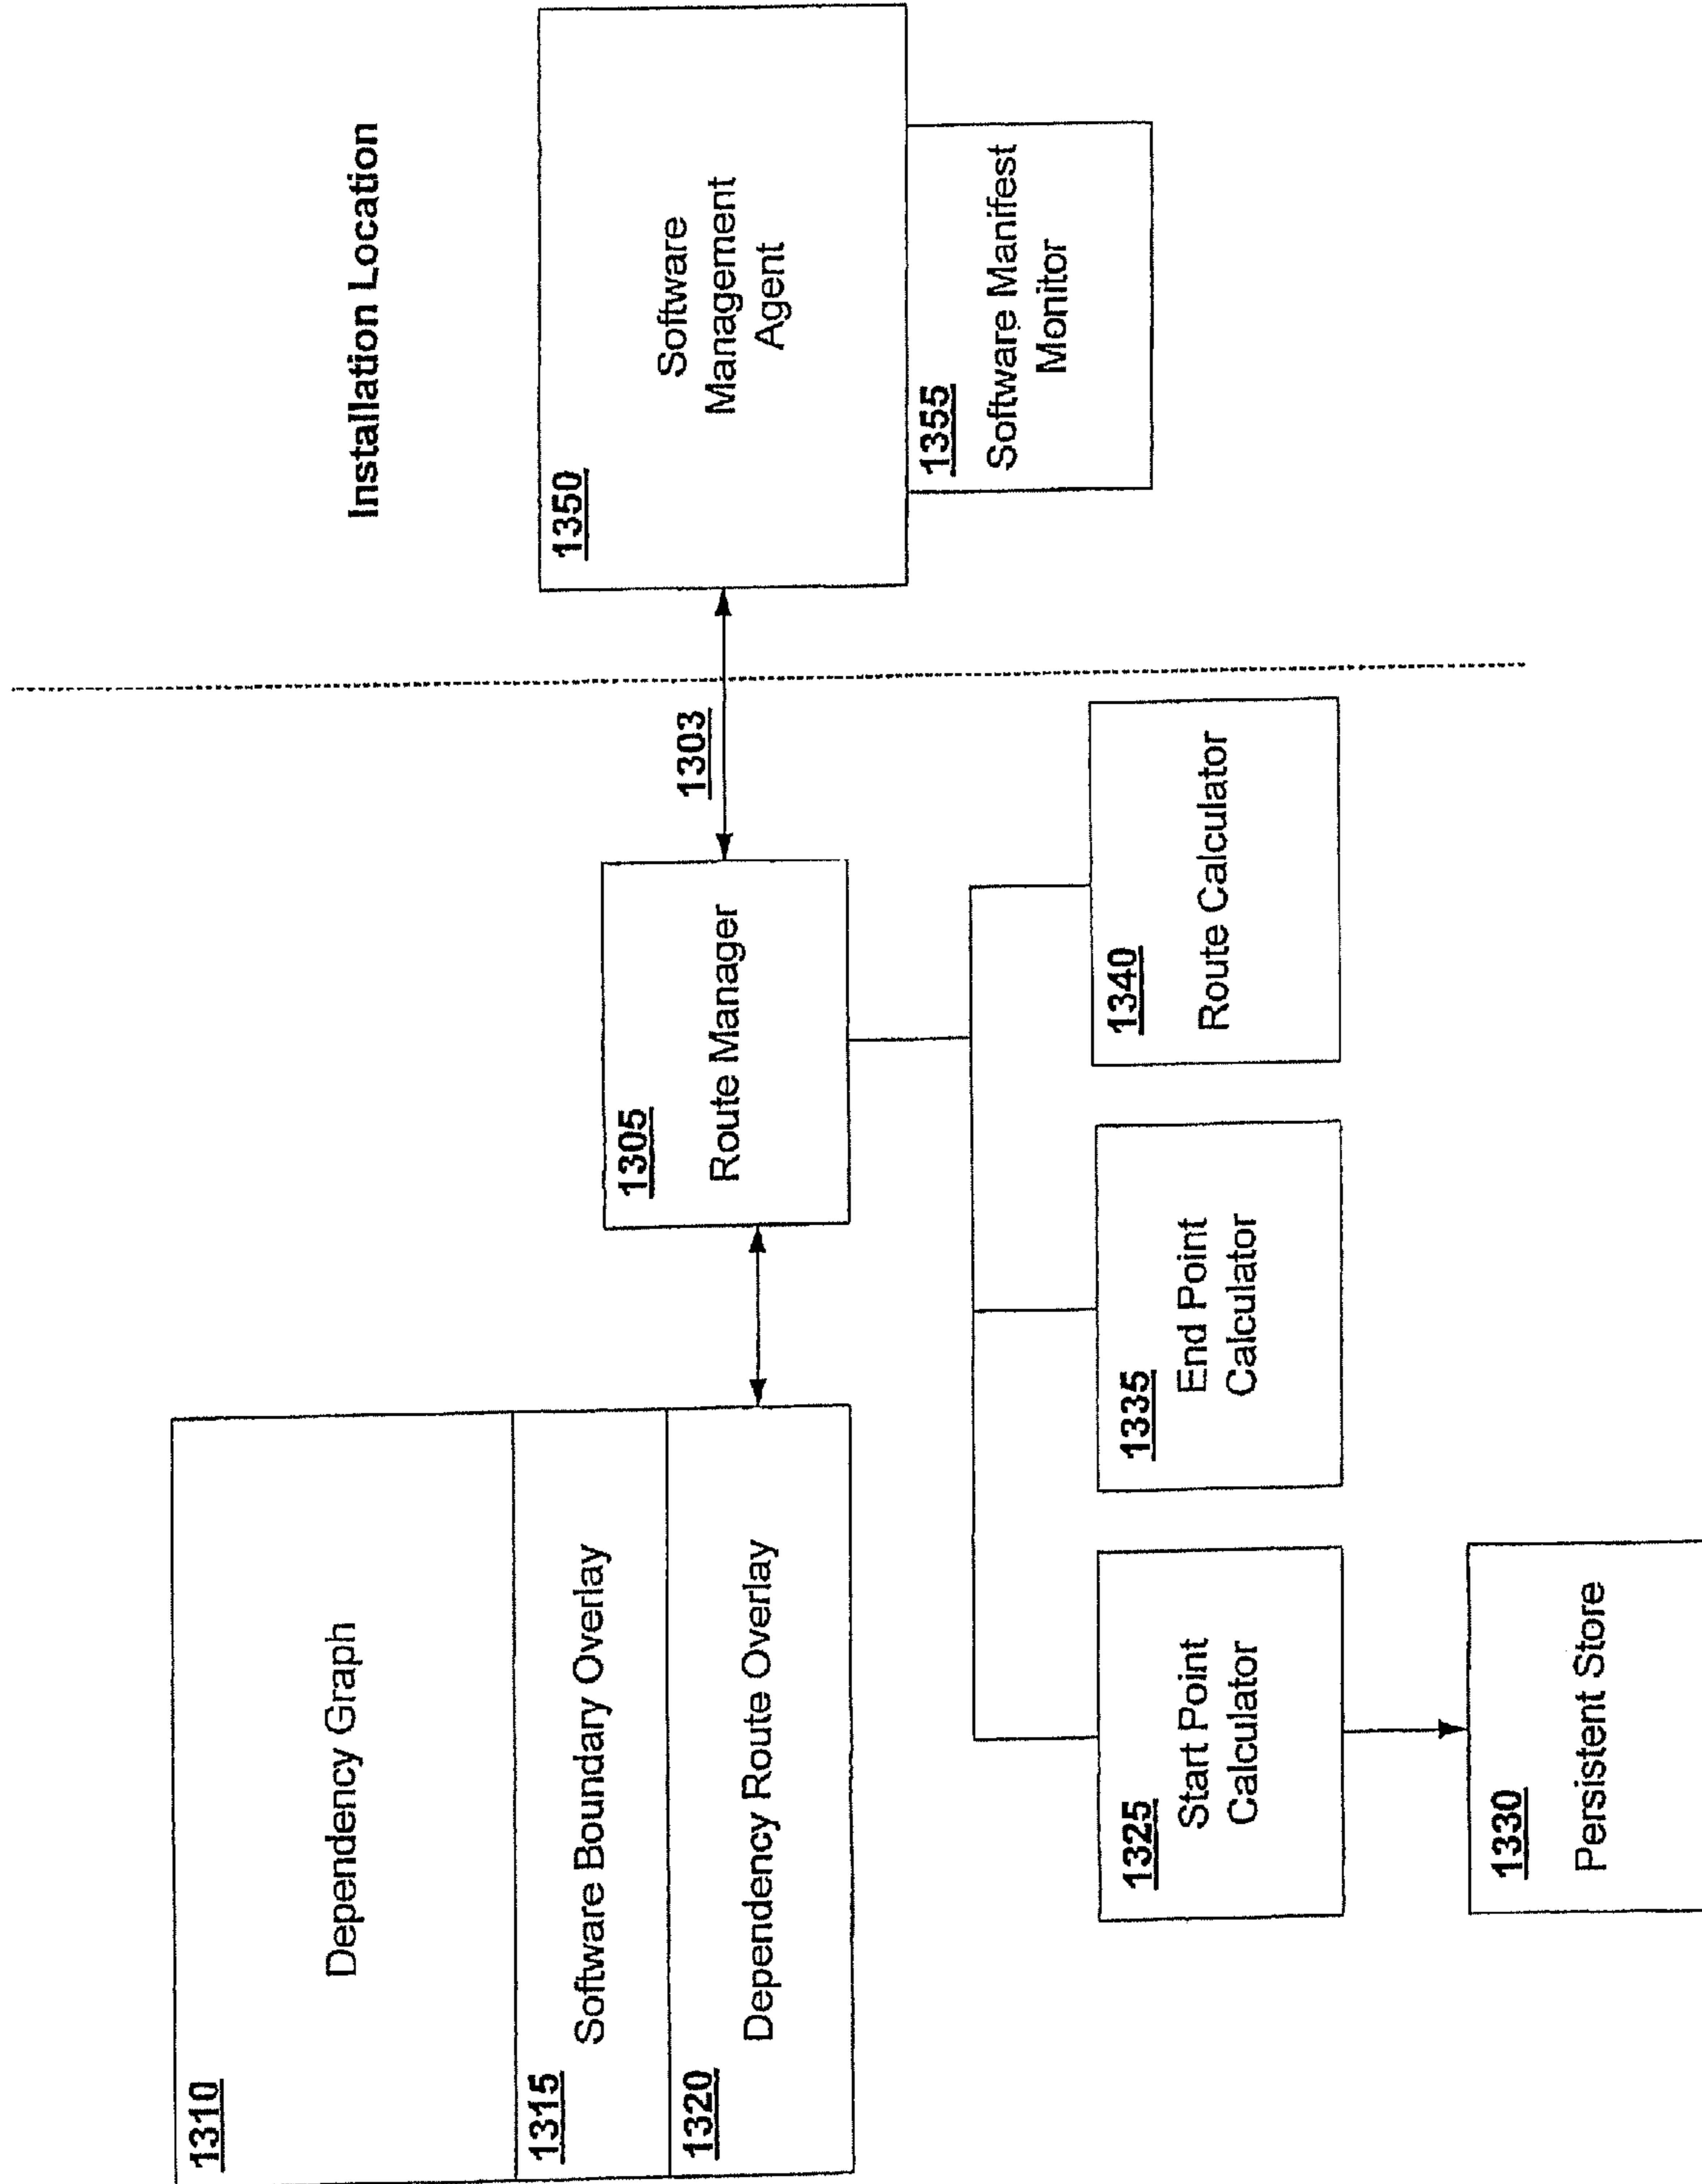 Installation Location
1310
Dependency Graph
1315
Software Boundary Overlay
1320
Dependency Route Overlay
1305
Route Manager
1303
1350
Software
Management
Agent
1355
Software Manifest
Monitor
1325
Start Point
Calculator
1335
End Point
Calculator
1340
Route Calculator
1330
Persistent Store